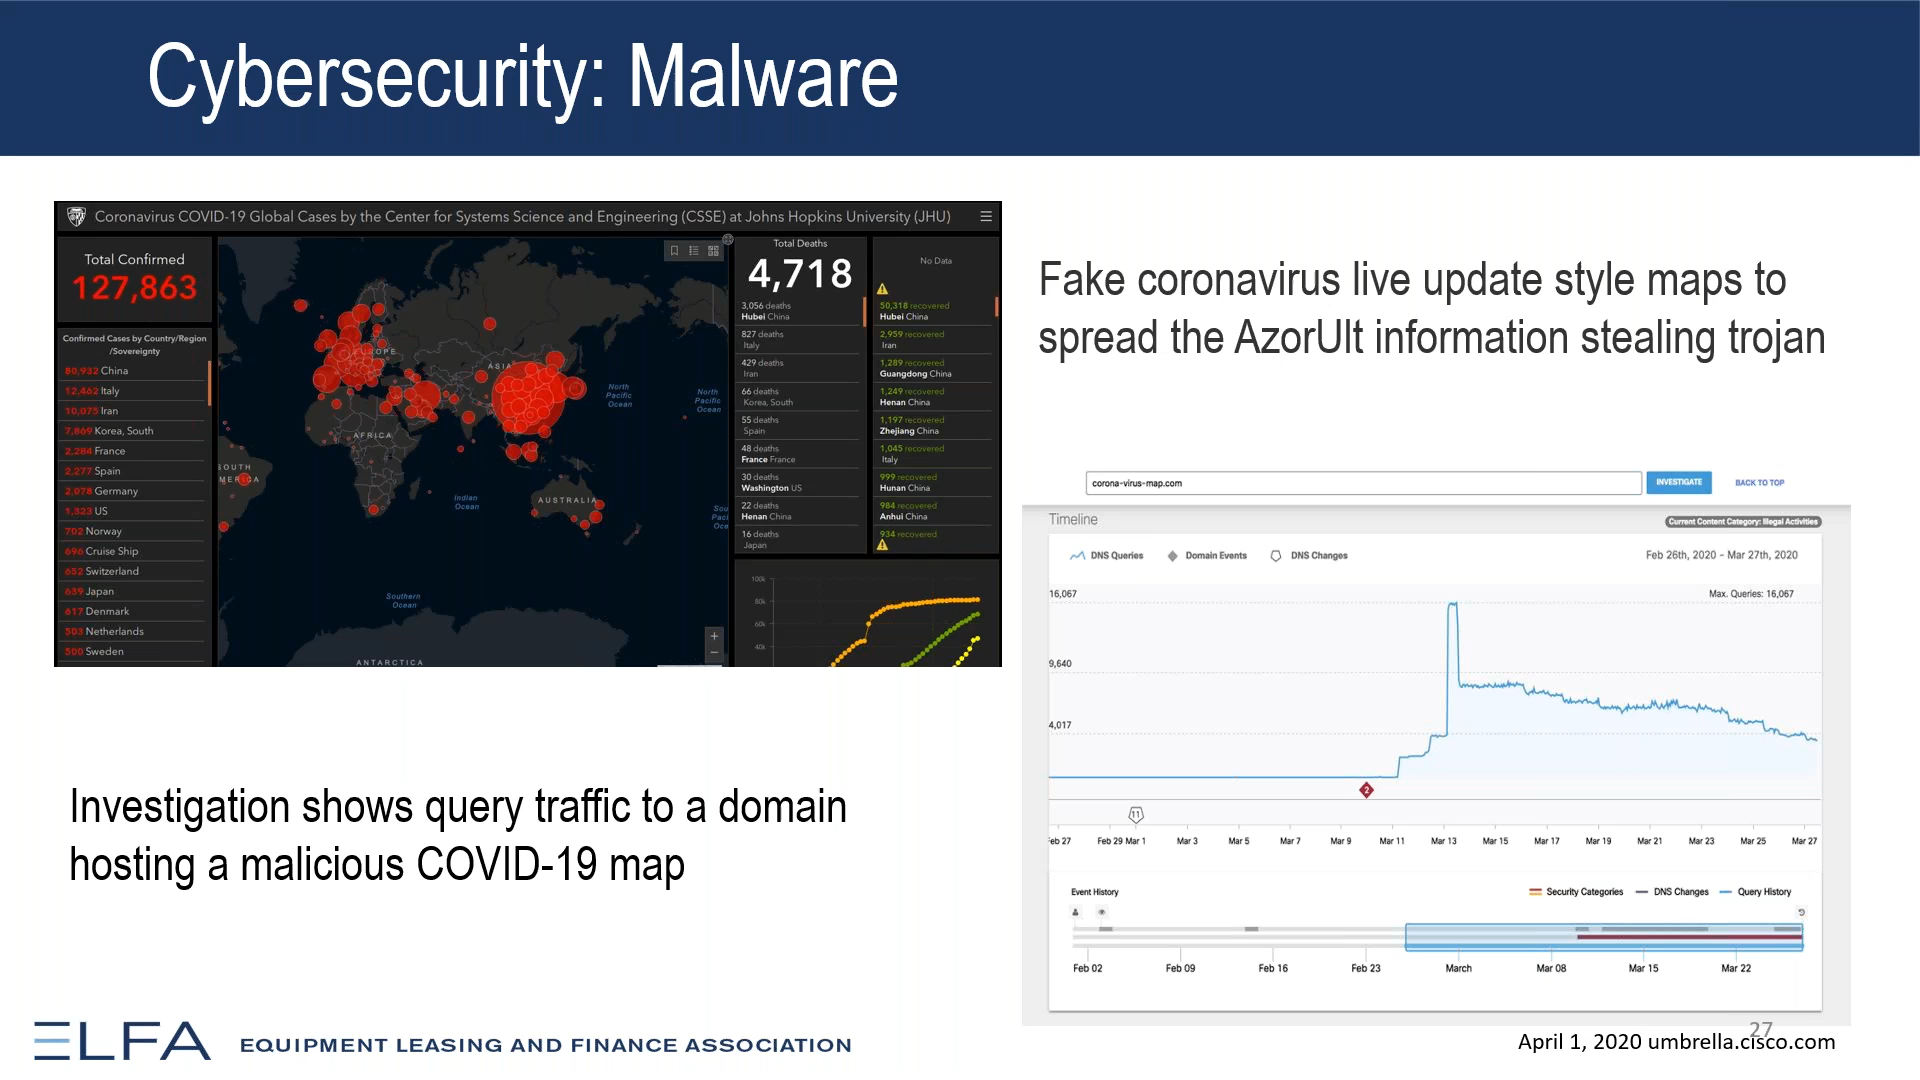 Cybersecurity: Malware
Coronavirus COVID-19 Global Cases by the Center for Systems Science and Engineering (CSSE) at Johns Hopkins University (JHU)
Total Confirmed
127,863
Confirmed Cases by Country/Region
/Sovereignty
80,932 China
12,462 Italy
10,075 Iran
7,869 Korea, South
2,284 France
2,277 Spain
2,078 Germany
1,323 US
702 Norway
696 Cruise Ship
652 Switzerland
639 Japan
617 Denmark
503 Netherlands
500 Sweden
ASIA
AFRICA
SOUTH
AUSTRALIA
ANTARCTICA
North
Pacific
Ocean
North
Pacific
Ocean
Indian
Ocean
Southern
Ocean
Total Deaths
4,718
3,056 deaths
Hubei China
827 deaths
Italy
429 deaths
Iran
66 deaths
Korea, South
55 deaths
Spain
48 deaths
France France
30 deaths
Washington US
22 deaths
Henan China
16 deaths
Japan
No Data
50,318 recovered
Hubei China
2,959 recovered
Iran
1,289 recovered
Guangdong China
1,249 recovered
Henan China
1,197 recovered
Zhejiang China
1,045 recovered
Italy
999 recovered
Hunan China
984 recovered
Anhui China
934 recovered
100k
80k
60k
40k
Fake coronavirus live update style maps to
spread the AzorUlt information stealing trojan
corona-virus-map.com
INVESTIGATE
BACK TO TOP
Timeline
Current Content Category: Illegal Activities
DNS Queries
Domain Events
DNS Changes
Feb 26th, 2020 - Mar 27th, 2020
16,067
Max. Queries: 16,067
9,640
4,017
2
11
Feb 27 Feb 29 Mar 1 Mar 3 Mar 5 Mar 7 Mar 9 Mar 11 Mar 13 Mar 15 Mar 17 Mar 19 Mar 21 Mar 23 Mar 25 Mar 27
Event History
Security Categories
DNS Changes
Query History
Feb 02 Feb 09 Feb 16 Feb 23 March Mar 08 Mar 15 Mar 22
Investigation shows query traffic to a domain
hosting a malicious COVID-19 map
ELFA
EQUIPMENT LEASING AND FINANCE ASSOCIATION
27
April 1, 2020 umbrella.cisco.com